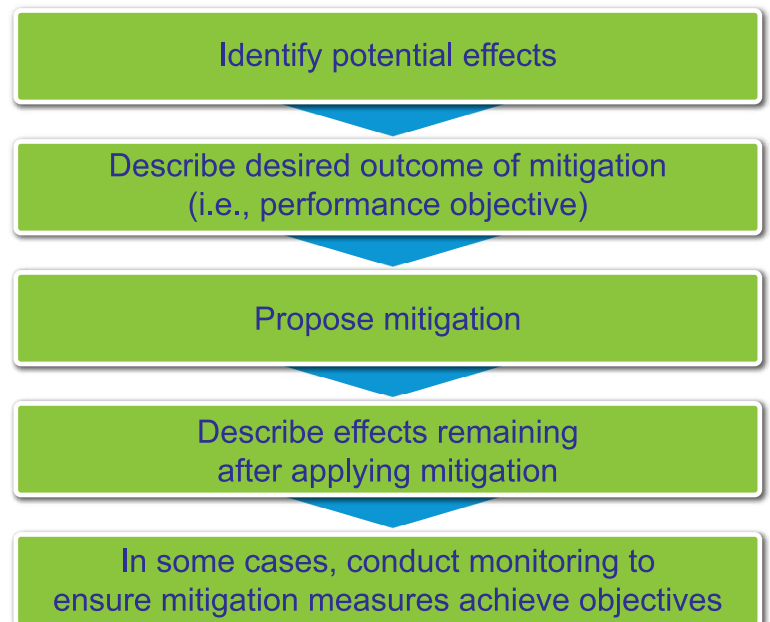 Identify potential effects
Describe desired outcome of mitigation
(i.e., performance objective)
Propose mitigation
Describe effects remaining
after applying mitigation
In some cases, conduct monitoring to
ensure mitigation measures achieve objectives